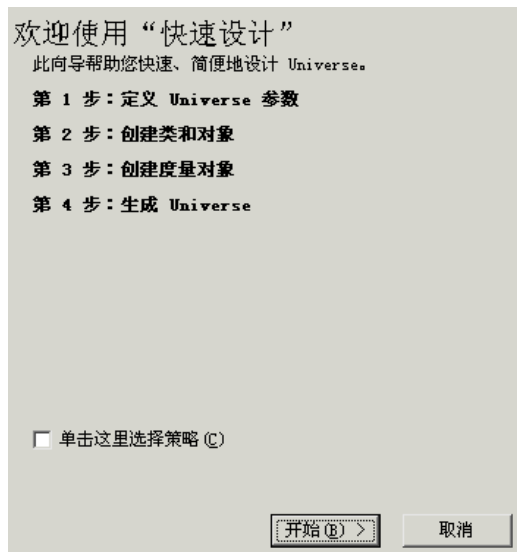 欢迎使用“快速设计”
此向导帮助您快速、简便地设计 Universe。
第 1 步：定义 Universe 参数
第 2 步：创建类和对象
第 3 步：创建度量对象
第 4 步：生成 Universe
单击这里选择策略(C)
开始(B) >
取消